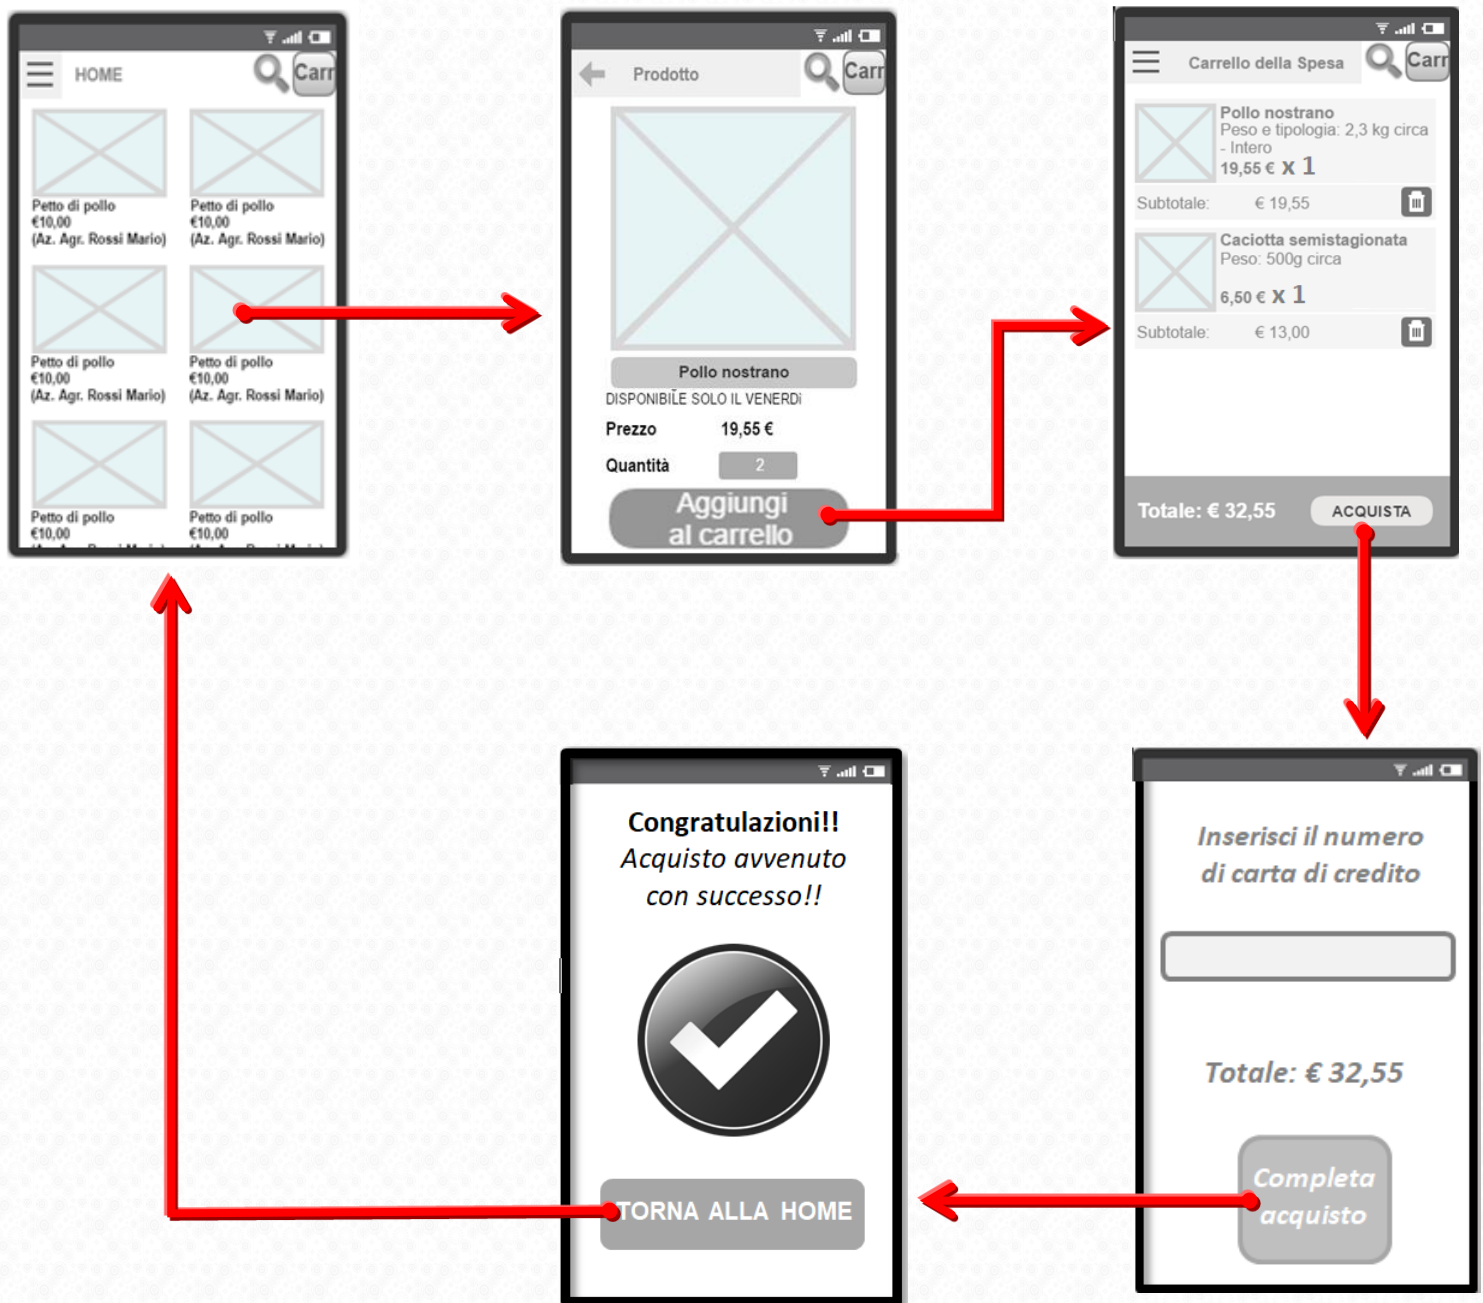 HOME
Carr
Petto di pollo
€10,00
(Az. Agr. Rossi Mario)
Petto di pollo
€10,00
(Az. Agr. Rossi Mario)
Petto di pollo
€10,00
(Az. Agr. Rossi Mario)
Petto di pollo
€10,00
(Az. Agr. Rossi Mario)
Petto di pollo
€10,00
Petto di pollo
€10,00
Prodotto
Carr
Pollo nostrano
DISPONIBILE SOLO IL VENERDì
Prezzo 19,55 €
Quantità 2
Aggiungi
al carrello
Carrello della Spesa
Carr
Pollo nostrano
Peso e tipologia: 2,3 kg circa
- Intero
19,55 € x 1
Subtotale: € 19,55
Caciotta semistagionata
Peso: 500g circa
6,50 € x 1
Subtotale: € 13,00
Totale: € 32,55
ACQUISTA
Inserisci il numero
di carta di credito
Totale: € 32,55
Completa
acquisto
Congratulazioni!!
Acquisto avvenuto
con successo!!
TORNA ALLA HOME